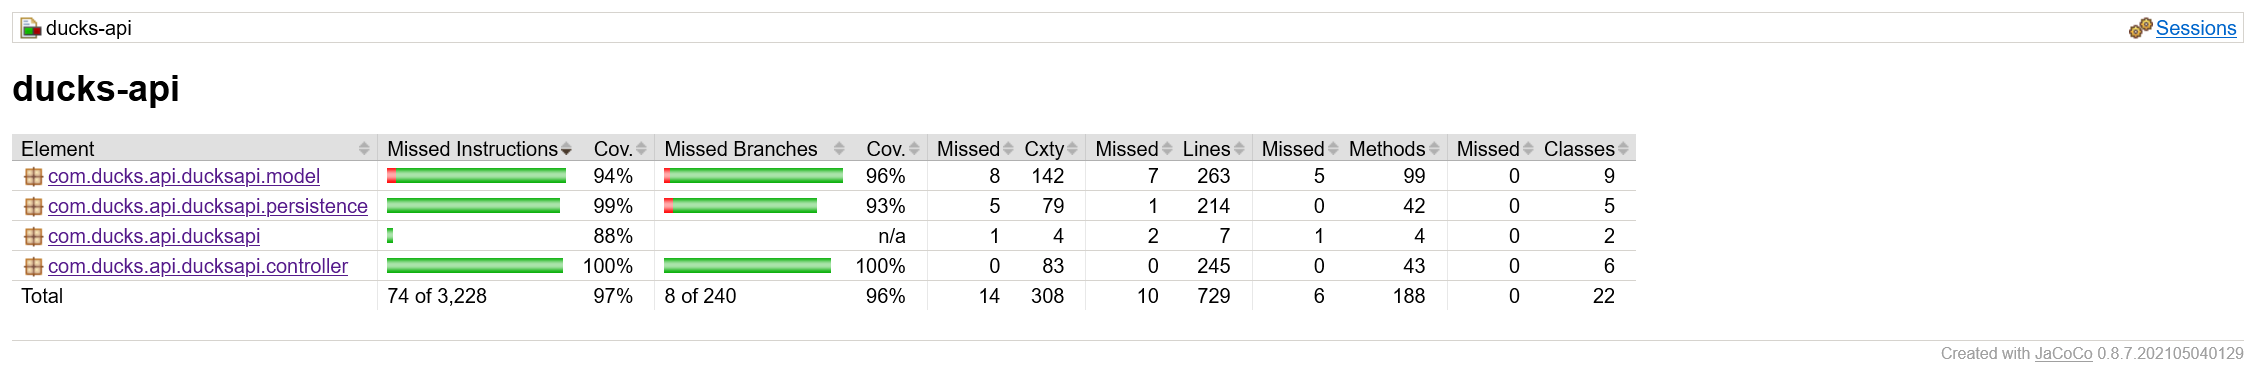 ducks-api Sessions
ducks-api
Element Missed Instructions Cov. Missed Branches Cov. Missed Cxty Missed Lines Missed Methods Missed Classes
com.ducks.api.ducksapi.model 94% 96% 8 142 7 263 5 99 0 9
com.ducks.api.ducksapi.persistence 99% 93% 5 79 1 214 0 42 0 5
com.ducks.api.ducksapi 88% n/a 1 4 2 7 1 4 0 2
com.ducks.api.ducksapi.controller 100% 100% 0 83 0 245 0 43 0 6
Total 74 of 3,228 97% 8 of 240 96% 14 308 10 729 6 188 0 22
Created with JaCoCo 0.8.7.202105040129